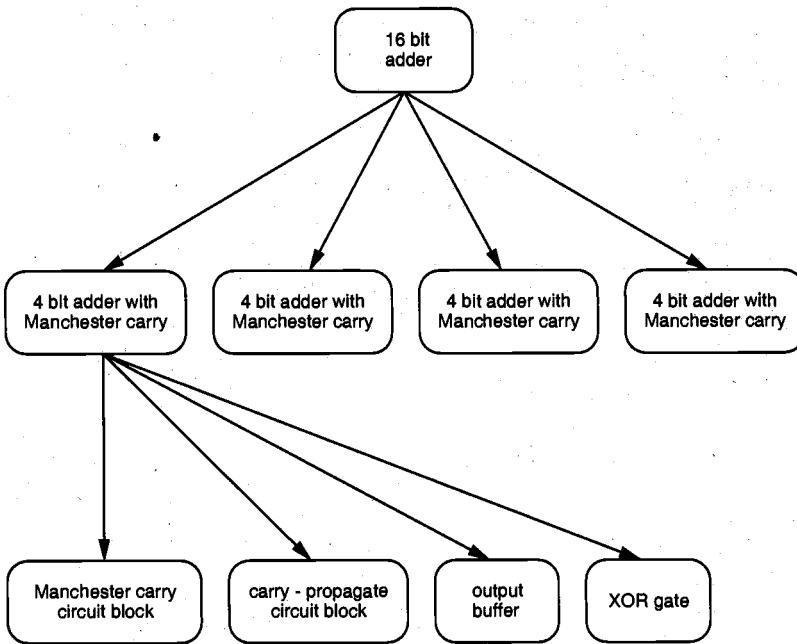 16 bit
adder
4 bit adder with
Manchester carry
4 bit adder with
Manchester carry
4 bit adder with
Manchester carry
4 bit adder with
Manchester carry
Manchester carry
circuit block
carry - propagate
circuit block
output
buffer
XOR gate